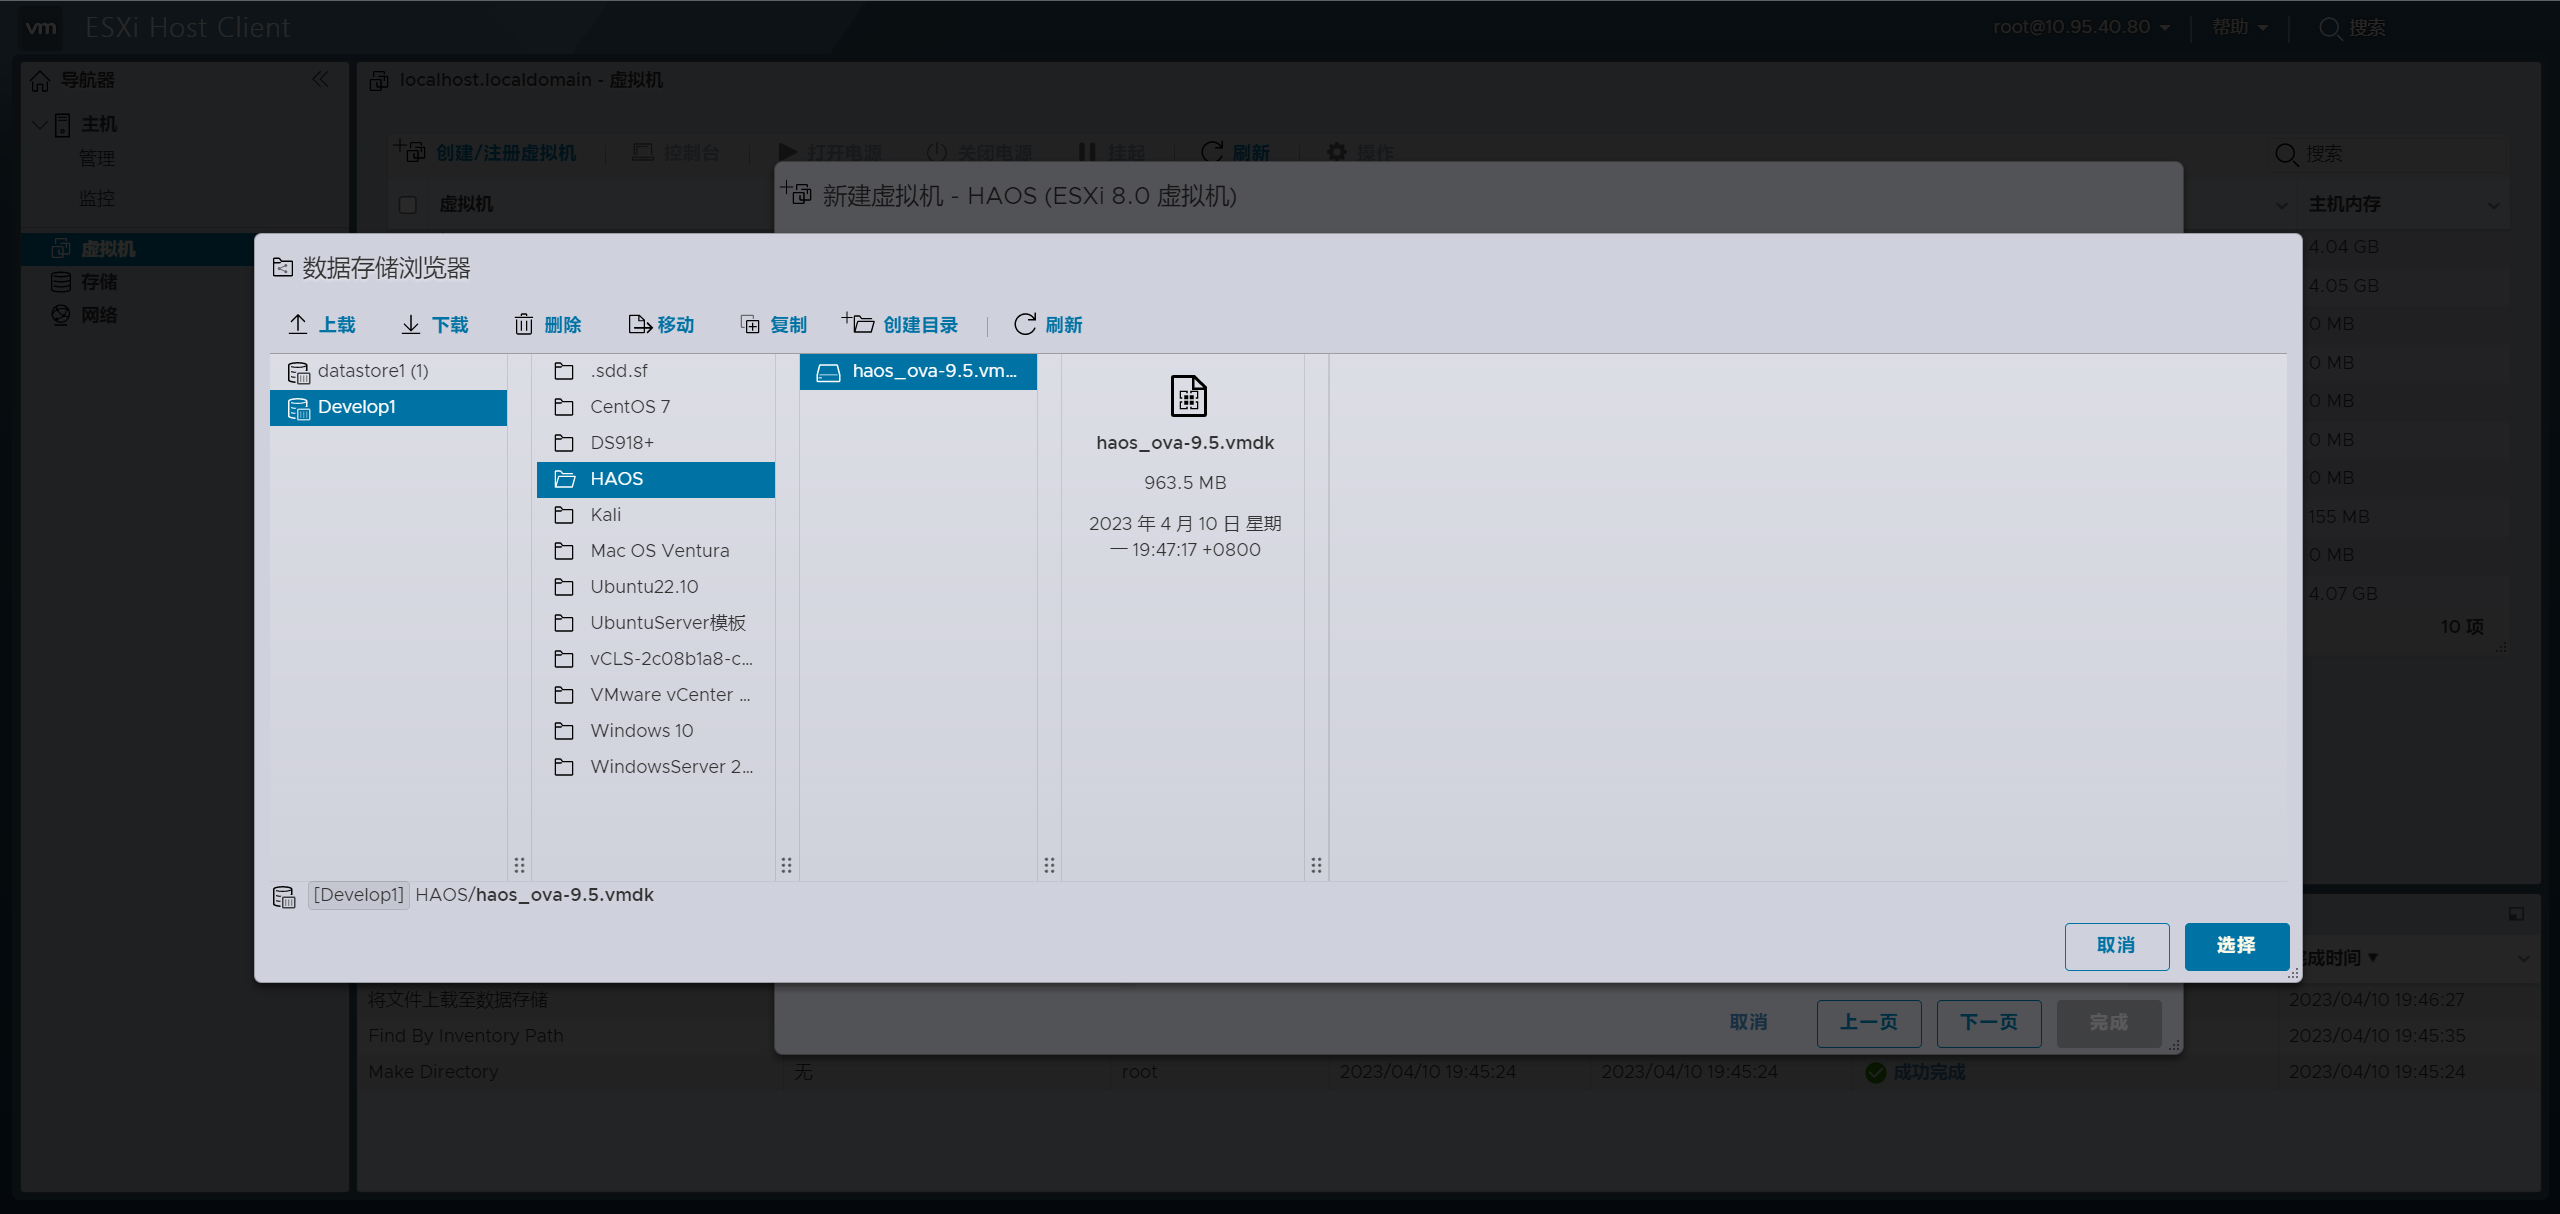 vm ESXi Host Client
root@10.95.40.80 帮助 搜索
导航器
主机
管理
监控
虚拟机
存储
网络
localhost.localdomain - 虚拟机
创建/注册虚拟机 控制台 打开电源 关闭电源 挂起 刷新 操作
搜索
虚拟机 主机内存
4.04 GB
4.05 GB
0 MB
0 MB
0 MB
0 MB
0 MB
155 MB
0 MB
4.07 GB
10 项
新建虚拟机 - HAOS (ESXi 8.0 虚拟机)
数据存储浏览器
上载 下载 删除 移动 复制 创建目录 刷新
datastore1 (1)
Develop1
.sdd.sf
CentOS 7
DS918+
HAOS
Kali
Mac OS Ventura
Ubuntu22.10
UbuntuServer模板
vCLS-2c08b1a8-c...
VMware vCenter ...
Windows 10
WindowsServer 2...
haos_ova-9.5.vm...
haos_ova-9.5.vmdk
963.5 MB
2023 年 4 月 10 日 星期
一 19:47:17 +0800
[Develop1] HAOS/haos_ova-9.5.vmdk
取消 选择
取消 上一页 下一页 完成
成时间
将文件上载至数据存储 2023/04/10 19:46:27
Find By Inventory Path 2023/04/10 19:45:35
Make Directory 无 root 2023/04/10 19:45:24 2023/04/10 19:45:24 成功完成 2023/04/10 19:45:24